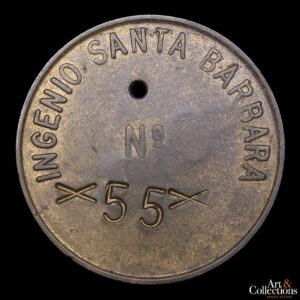 INGENIO SANTA BARBARA
Nº
×55×
Art &
Collections